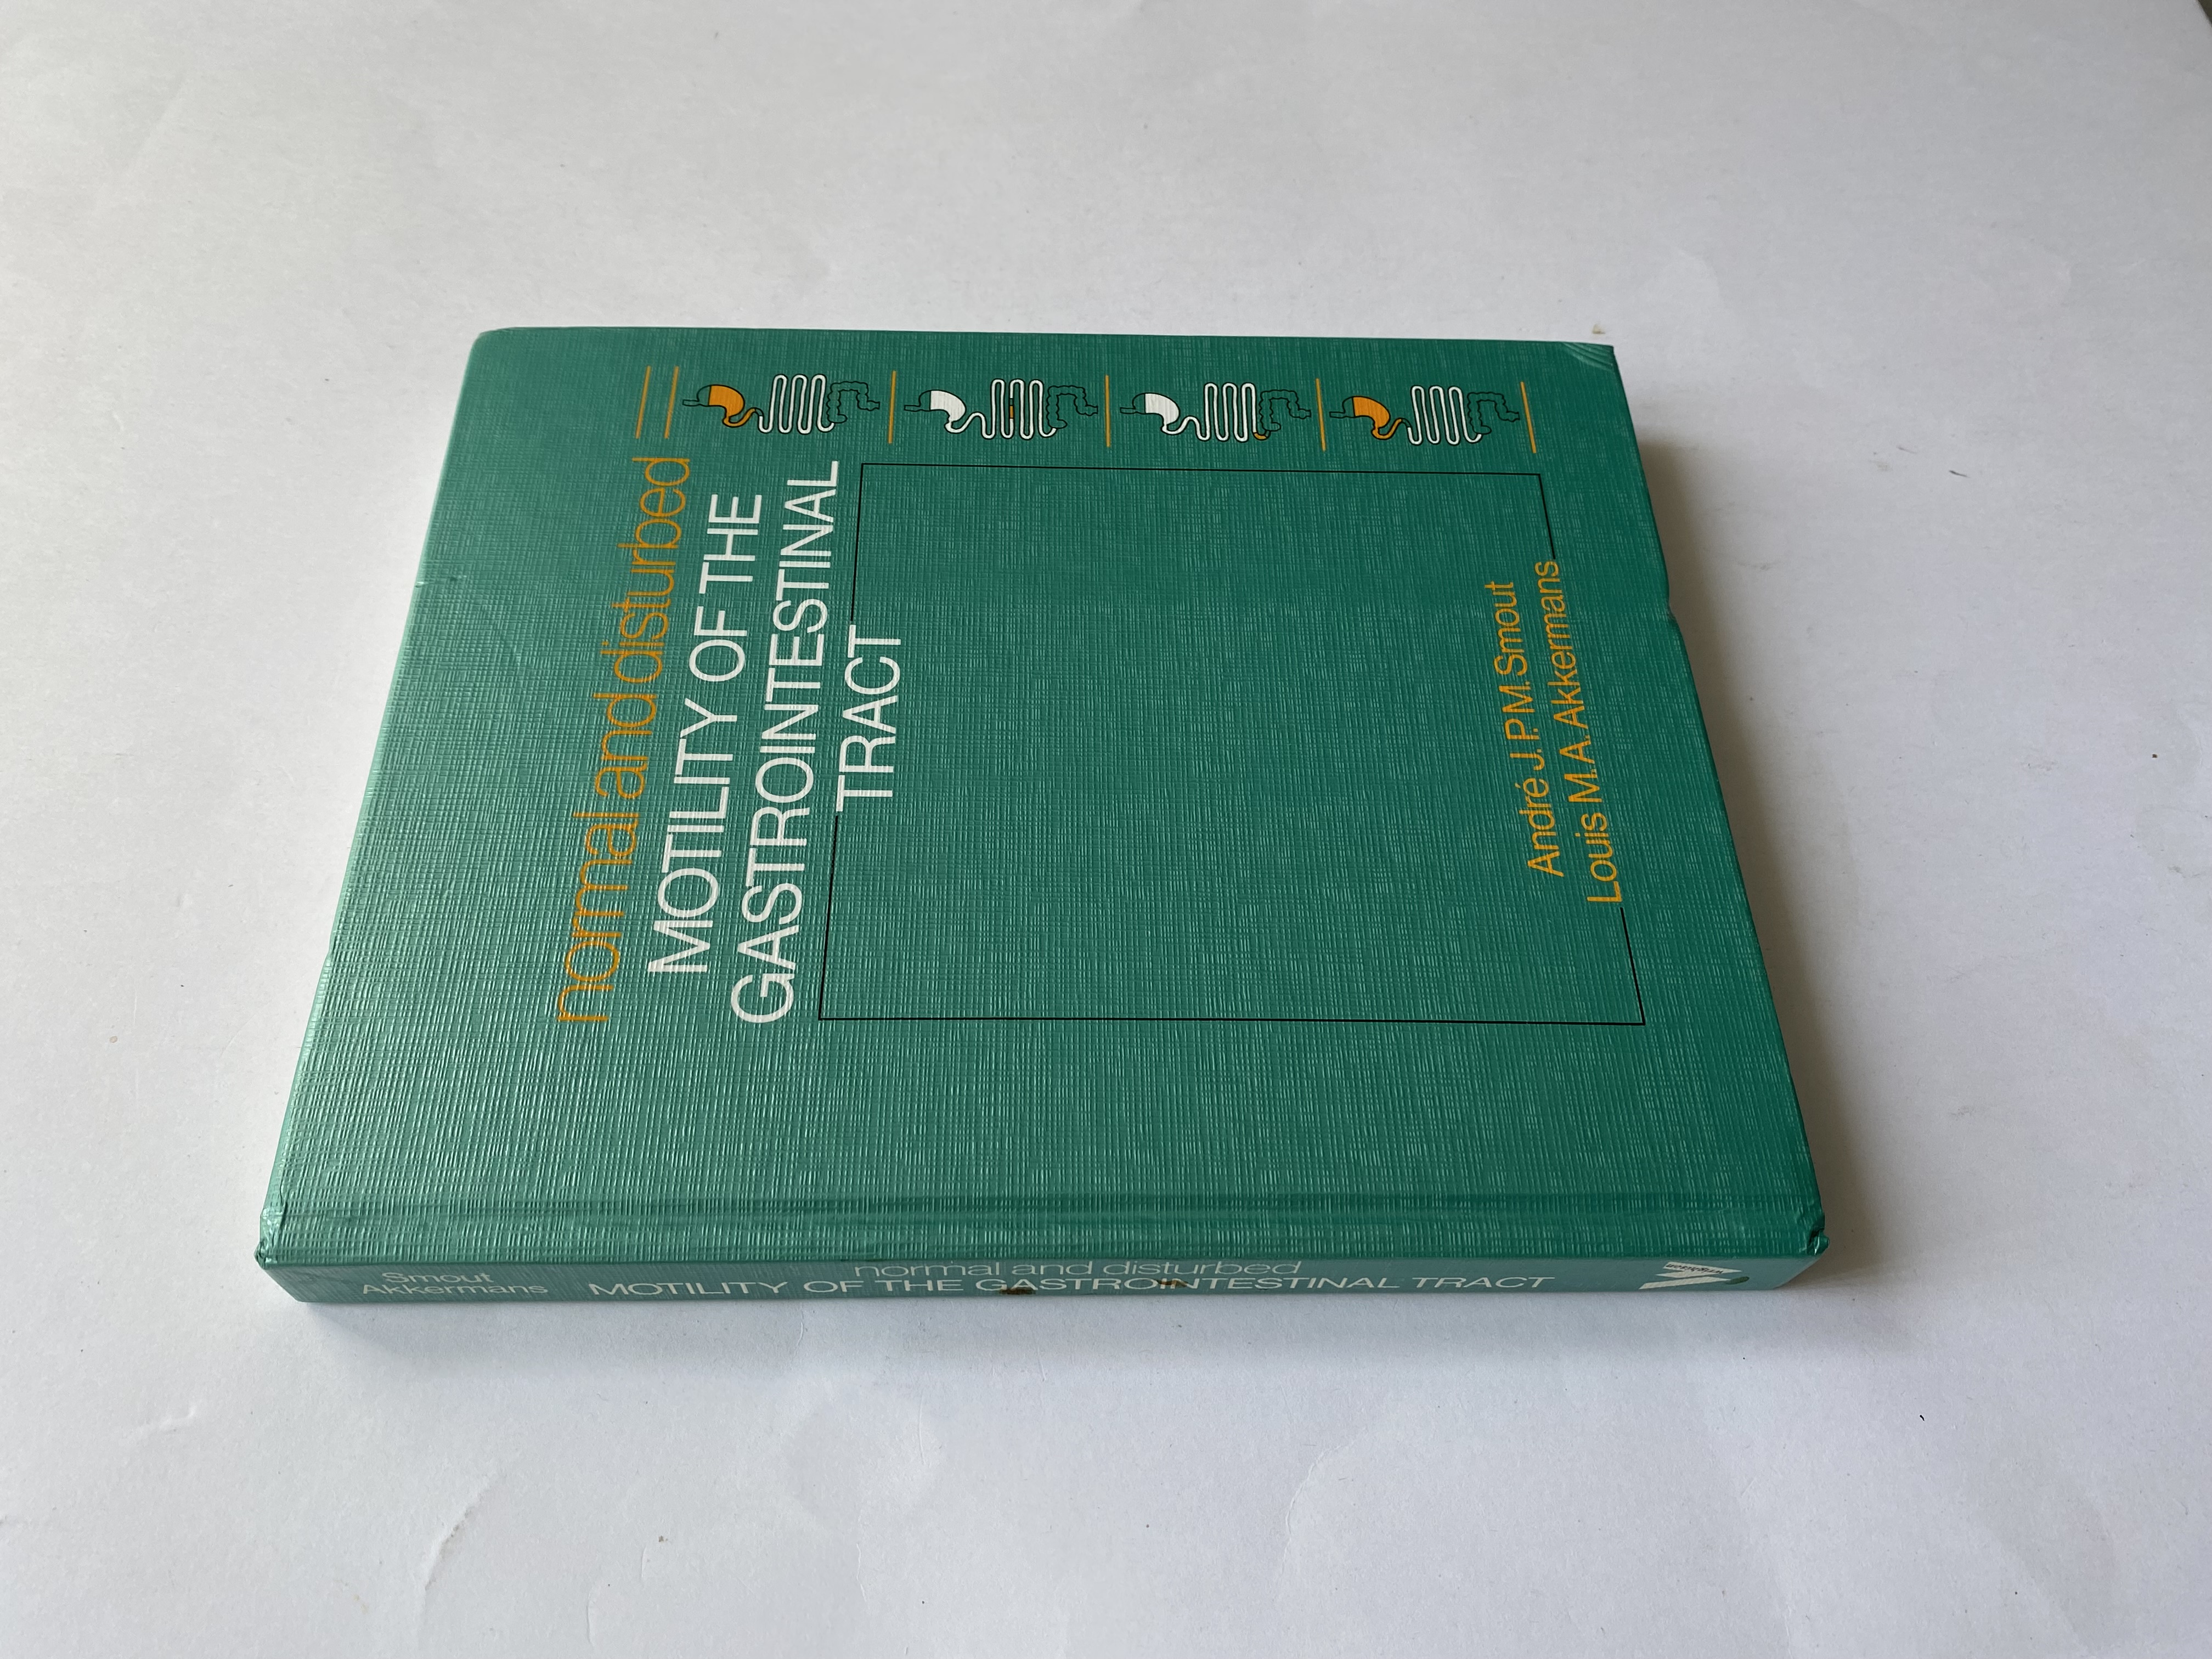 normal and disturbed
MOTILITY OF THE
GASTROINTESTINAL
TRACT
André J.P.M. Smout
Louis M.A. Akkermans
Smout
Akkermans
normal and disturbed
MOTILITY OF THE GASTROINTESTINAL TRACT